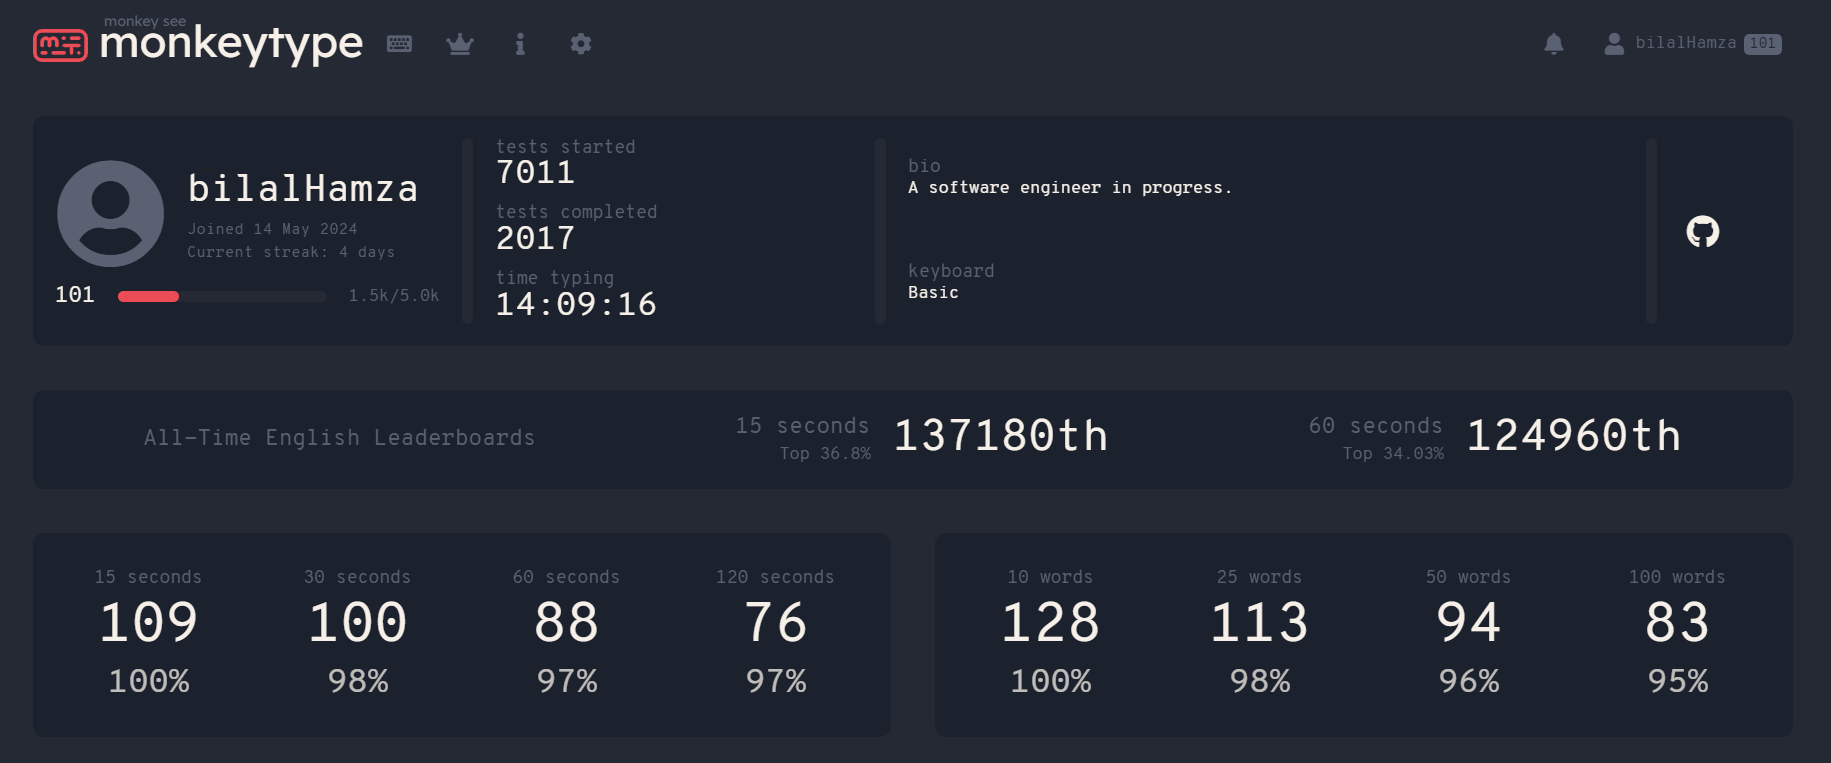 monkey see
monkeytype
bilalHamza 101
bilalHamza
Joined 14 May 2024
Current streak: 4 days
101 1.5k/5.0k
tests started
7011
tests completed
2017
time typing
14:09:16
bio
A software engineer in progress.
keyboard
Basic
All-Time English Leaderboards
15 seconds
Top 36.8%
137180th
60 seconds
Top 34.03%
124960th
15 seconds
109
100%
30 seconds
100
98%
60 seconds
88
97%
120 seconds
76
97%
10 words
128
100%
25 words
113
98%
50 words
94
96%
100 words
83
95%